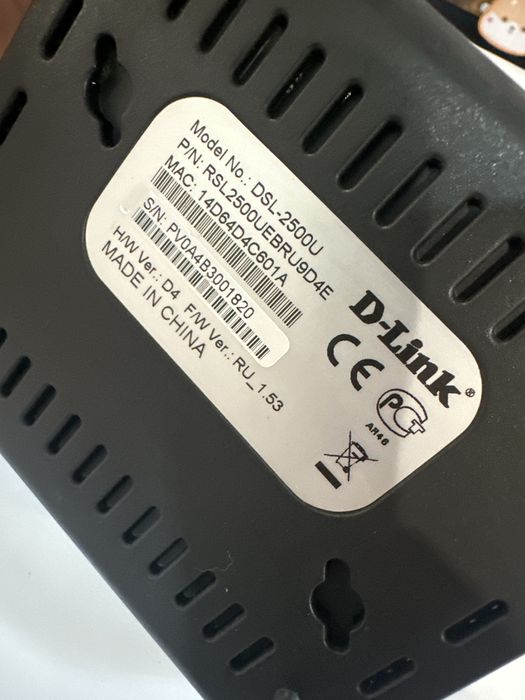 Model No.: DSL-2500U
P/N: RSL2500UEBRU9D4E
MAC: 14D64D4C601A
S/N: PV0A4B3001820
H/W Ver.: D4 F/W Ver.: RU_1.53
MADE IN CHINA
D-Link®
CE
РСТ
AR46